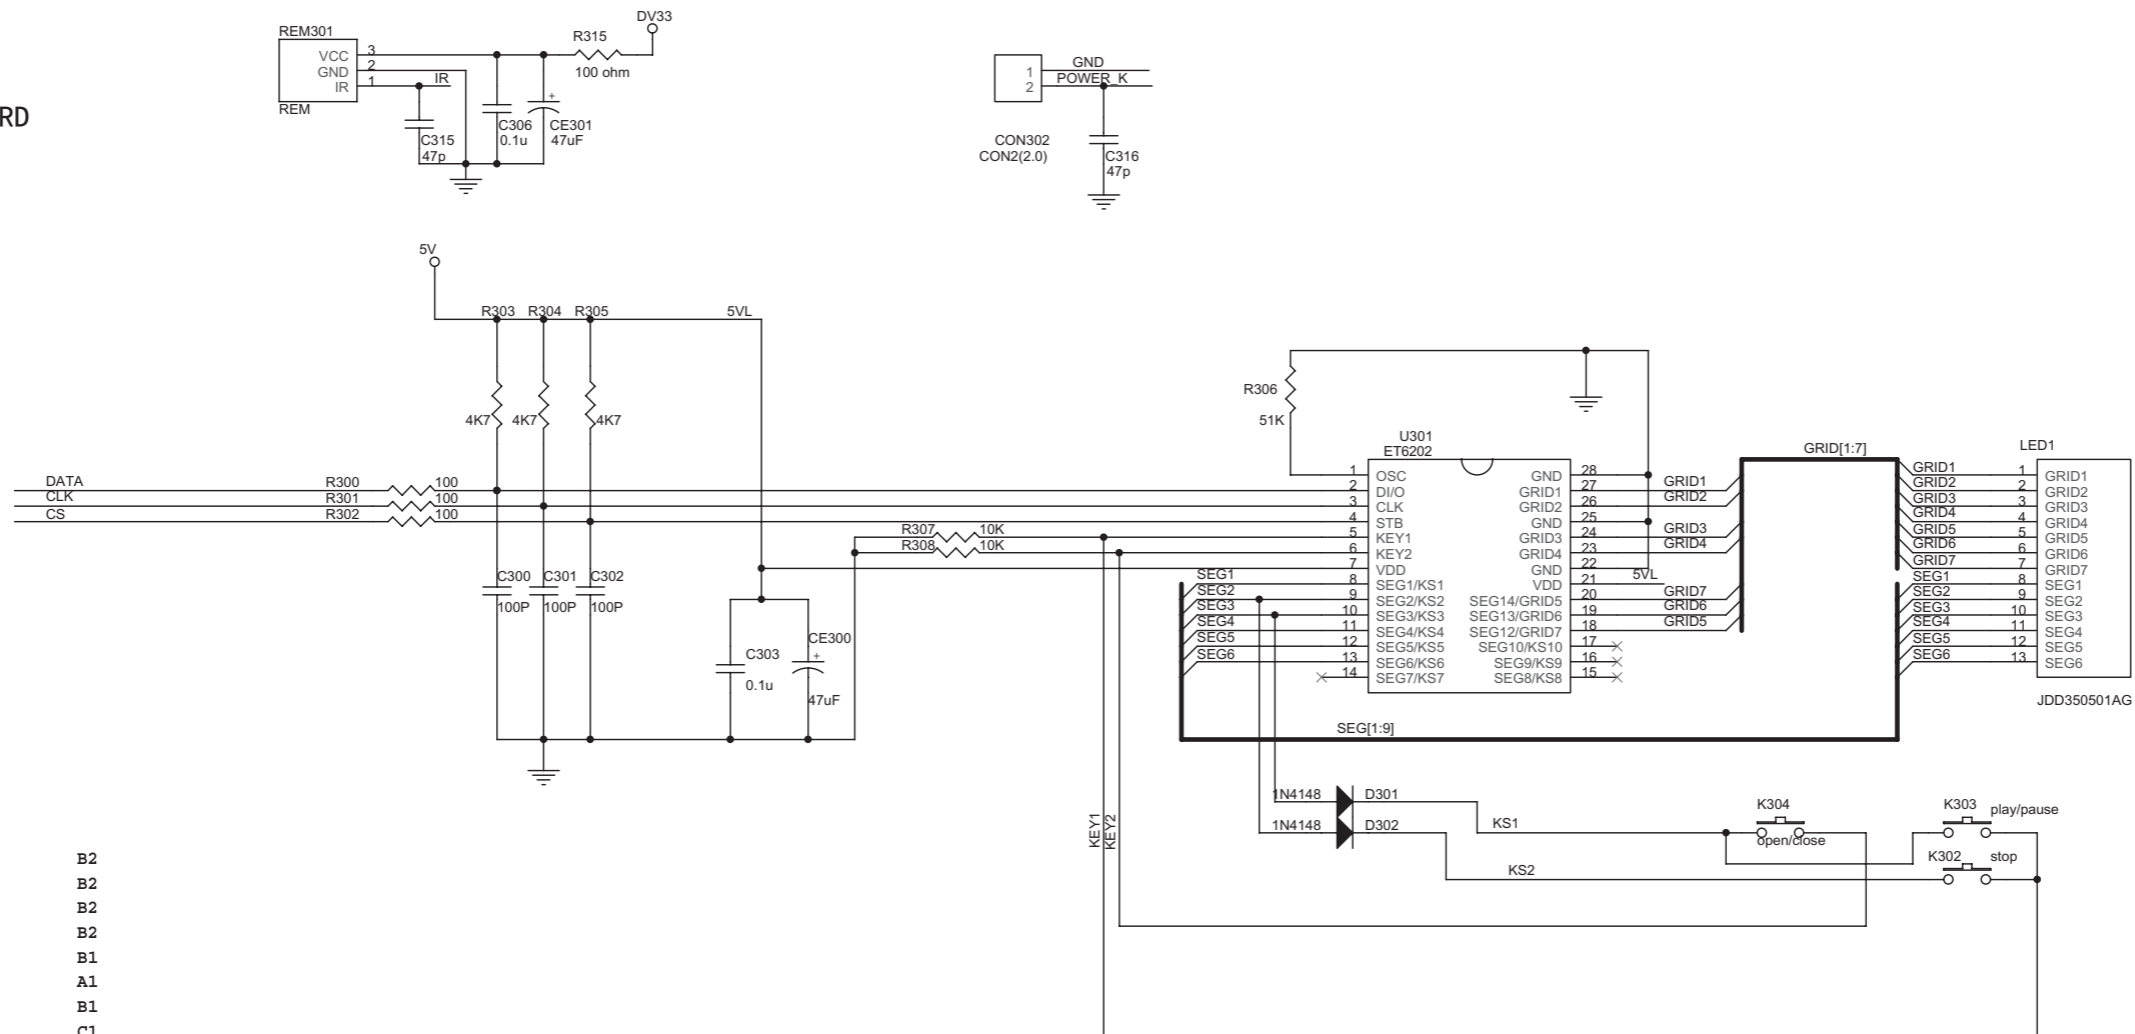 DV33
REM301
R315
VCC 3
GND 2
IR 1 IR
100 ohm
REM
C315
47p
C306
0.1u
CE301
47uF
+
RD
1 GND
2 POWER_K
CON302
CON2(2.0)
C316
47p
5V
R303 R304 R305 5VL
4K7 4K7 4K7
DATA R300 100
CLK R301 100
CS R302 100
R307 10K
R308 10K
C300 C301 C302
100P 100P 100P
C303
0.1u
CE300
+
47uF
R306
51K
U301
ET6202
1 OSC GND 28
2 DI/O GRID1 27 GRID1
3 CLK GRID2 26 GRID2
4 STB GND 25
5 KEY1 GRID3 24 GRID3
6 KEY2 GRID4 23 GRID4
7 VDD GND 22
SEG1 8 SEG1/KS1 VDD 21 5VL
SEG2 9 SEG2/KS2 SEG14/GRID5 20 GRID7
SEG3 10 SEG3/KS3 SEG13/GRID6 19 GRID6
SEG4 11 SEG4/KS4 SEG12/GRID7 18 GRID5
SEG5 12 SEG5/KS5 SEG10/KS10 17
SEG6 13 SEG6/KS6 SEG9/KS9 16
14 SEG7/KS7 SEG8/KS8 15
GRID[1:7]
LED1
GRID1 1 GRID1
GRID2 2 GRID2
GRID3 3 GRID3
GRID4 4 GRID4
GRID5 5 GRID5
GRID6 6 GRID6
GRID7 7 GRID7
SEG1 8 SEG1
SEG2 9 SEG2
SEG3 10 SEG3
SEG4 11 SEG4
SEG5 12 SEG5
SEG6 13 SEG6
JDD350501AG
SEG[1:9]
1N4148 D301
1N4148 D302
KEY1
KEY2
KS1
KS2
K304
open/close
K303 play/pause
K302 stop
B2
B2
B2
B2
B1
A1
B1
C1